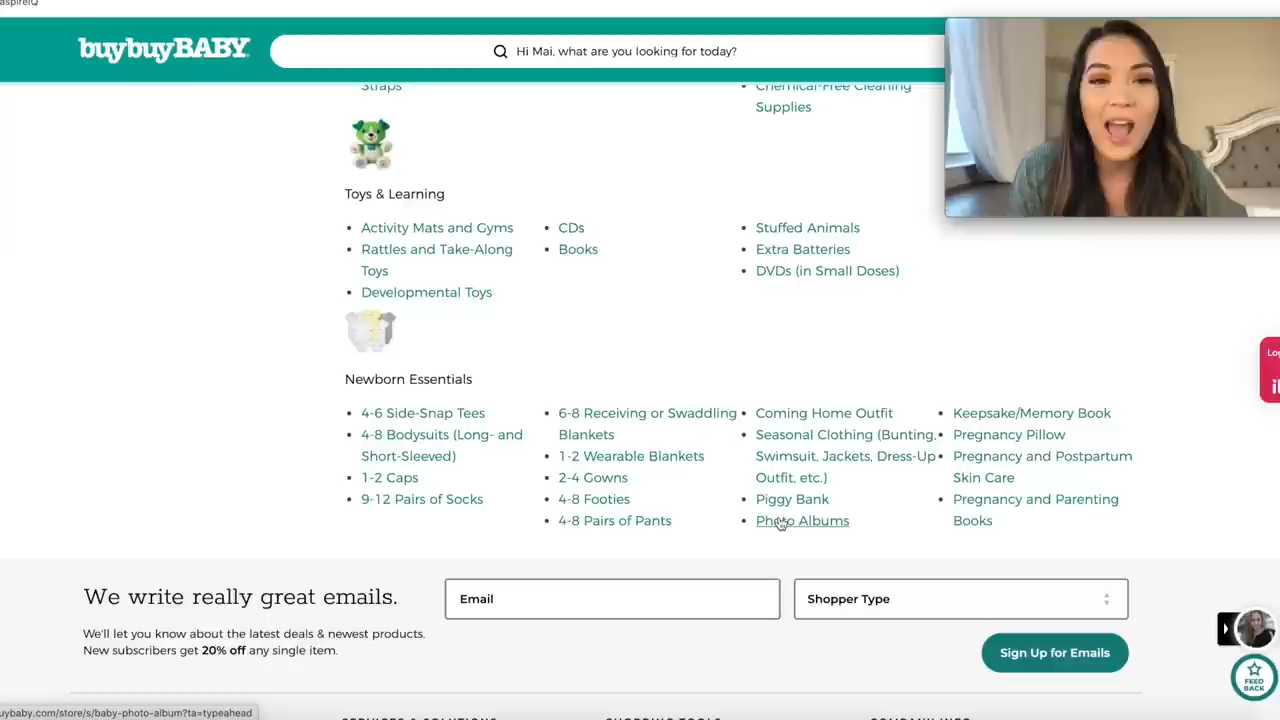 aspireIQ
buybuyBABY
Hi Mai, what are you looking for today?
Straps
Chemical-Free Cleaning
Supplies
Toys & Learning
Activity Mats and Gyms
Rattles and Take-Along
Toys
Developmental Toys
CDs
Books
Stuffed Animals
Extra Batteries
DVDs (in Small Doses)
Newborn Essentials
4-6 Side-Snap Tees
4-8 Bodysuits (Long- and
Short-Sleeved)
1-2 Caps
9-12 Pairs of Socks
6-8 Receiving or Swaddling
Blankets
1-2 Wearable Blankets
2-4 Gowns
4-8 Footies
4-8 Pairs of Pants
Coming Home Outfit
Seasonal Clothing (Bunting,
Swimsuit, Jackets, Dress-Up
Outfit, etc.)
Piggy Bank
Photo Albums
Keepsake/Memory Book
Pregnancy Pillow
Pregnancy and Postpartum
Skin Care
Pregnancy and Parenting
Books
We write really great emails.
We'll let you know about the latest deals & newest products.
New subscribers get 20% off any single item.
Email
Shopper Type
Sign Up for Emails
FEED
BACK
uybaby.com/store/s/baby-photo-album?ta=typeahead
SERVICES & SOLUTIONS
SHOPPING TOOLS
COMPANY INFO